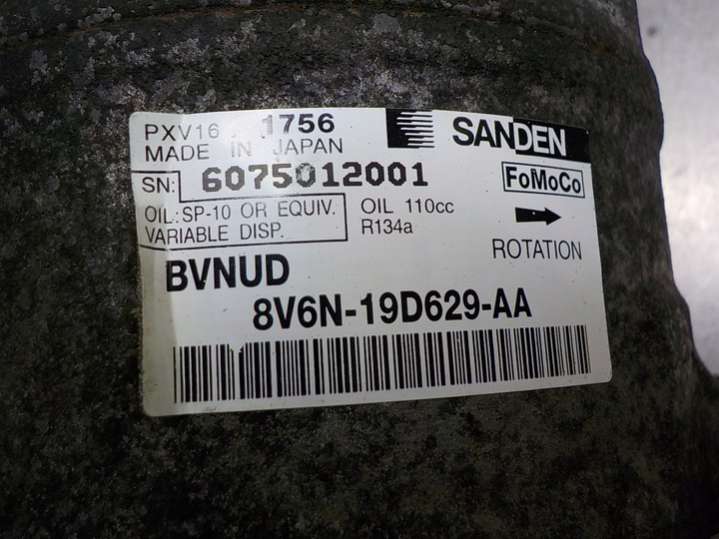 PXV16 1756
MADE IN JAPAN
SANDEN
SN: 6075012001
FoMoCo
OIL: SP-10 OR EQUIV.
VARIABLE DISP.
OIL 110cc
R134a
ROTATION
BVNUD
8V6N-19D629-AA